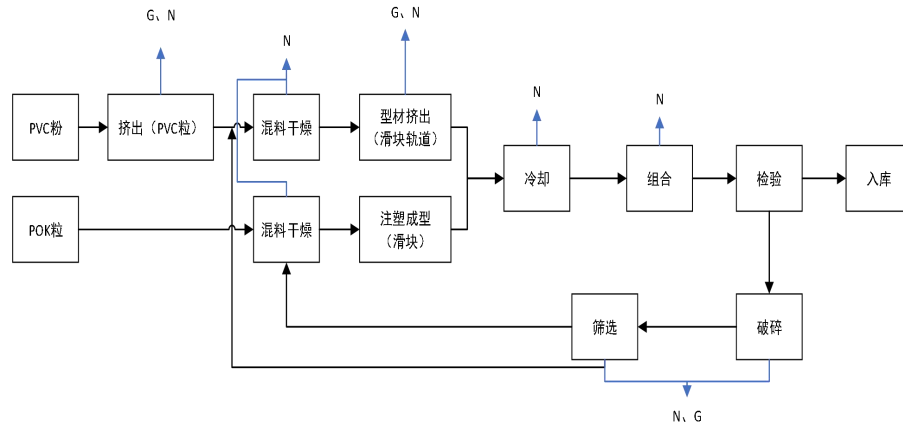 G、N
N
G、N
N
N
PVC粉
挤出（PVC粒）
混料干燥
型材挤出
（滑块轨道）
冷却
组合
检验
入库
POK粒
混料干燥
注塑成型
（滑块）
筛选
破碎
N、G